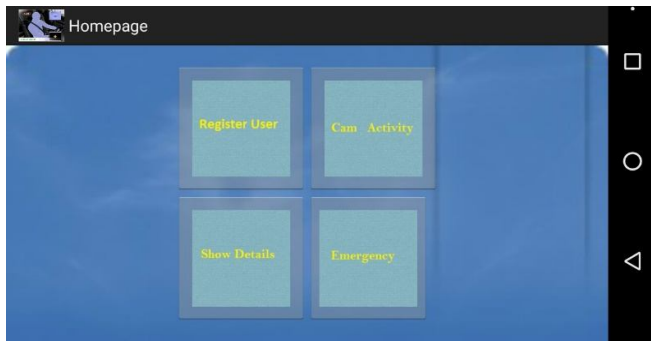 Homepage
Register User
Cam Activity
Show Details
Emergency